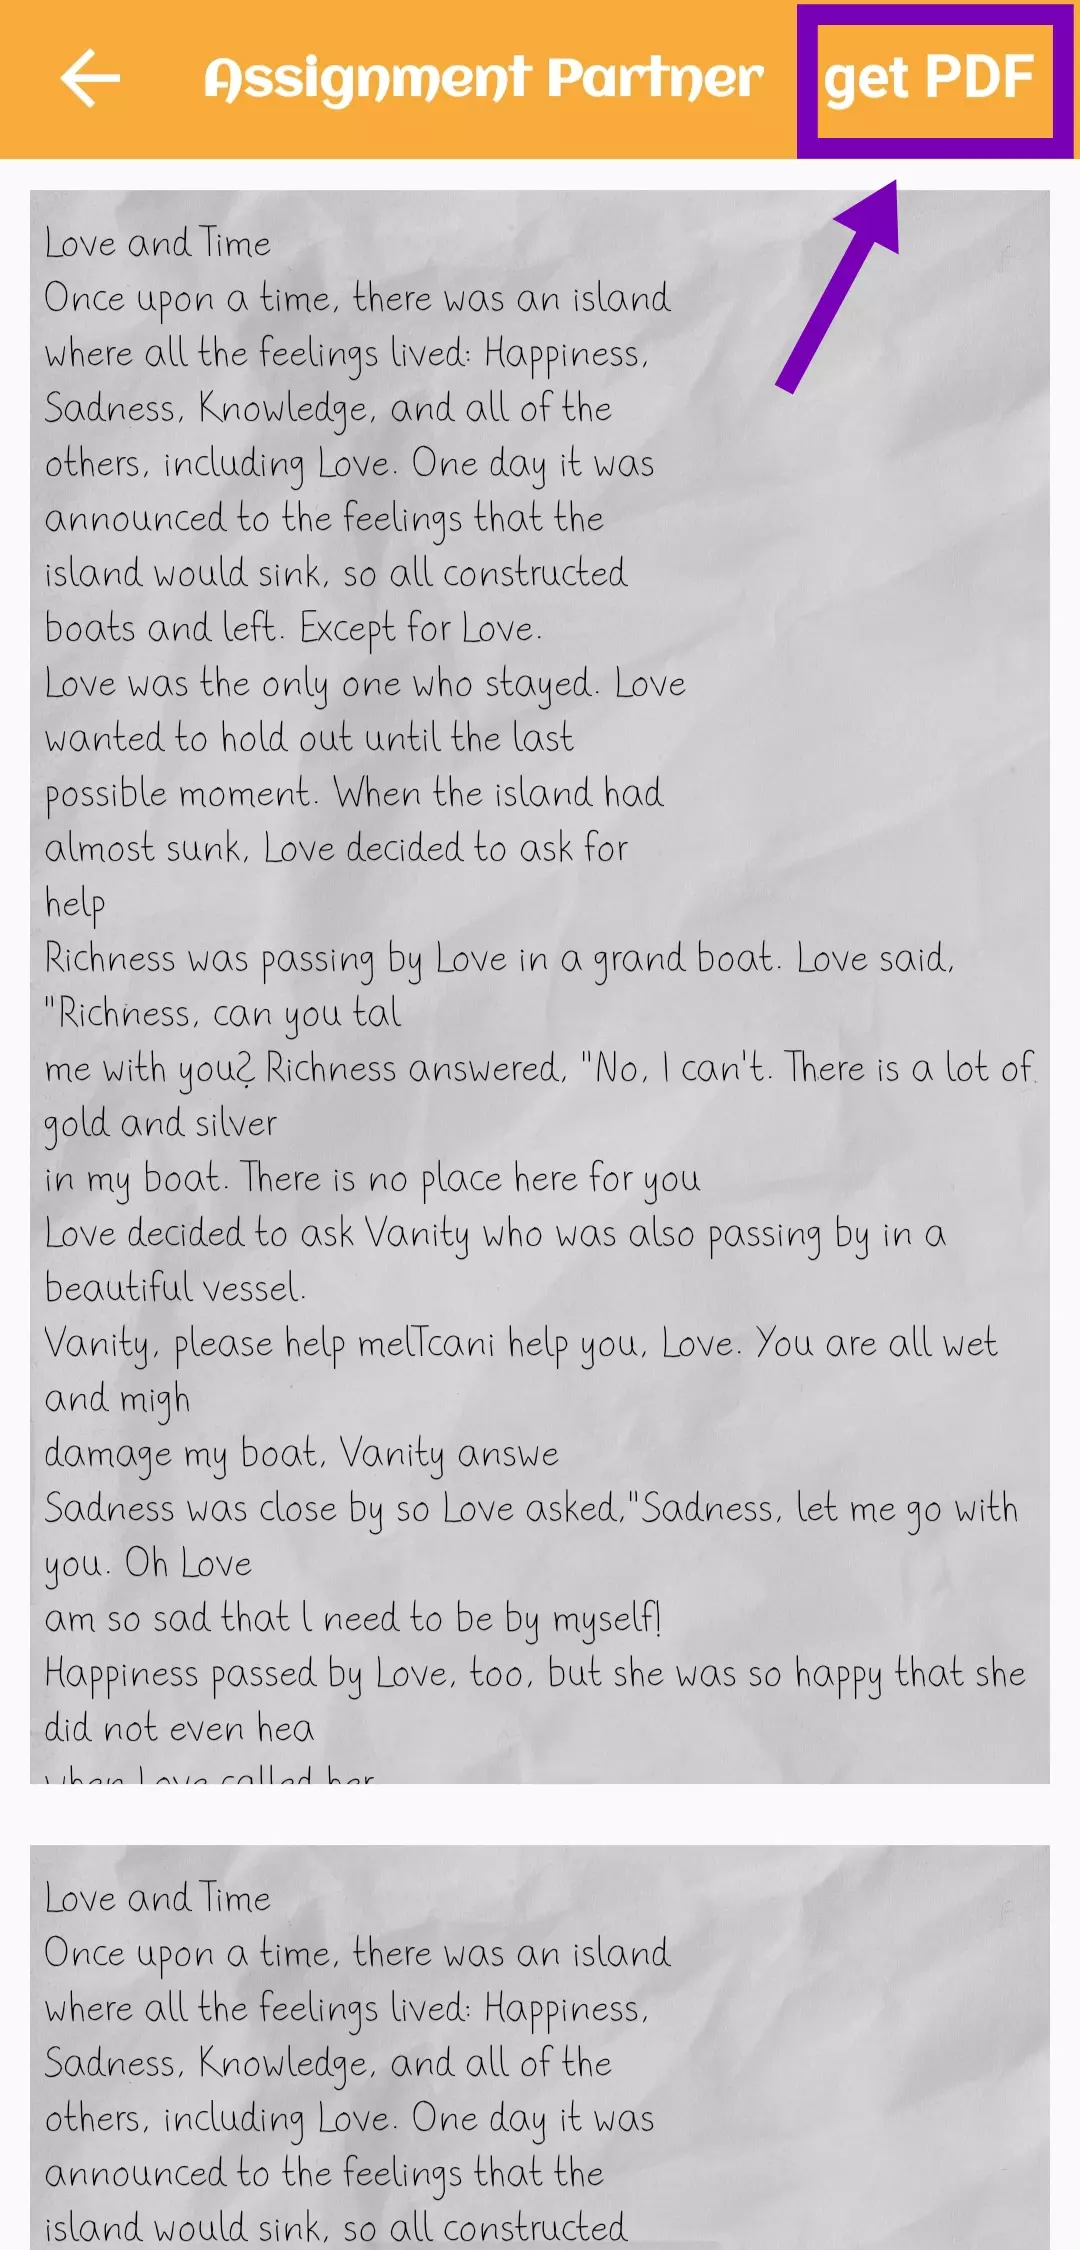 Assignment Partner
get PDF
Love and Time
Once upon a time, there was an island
where all the feelings lived: Happiness,
Sadness, Knowledge, and all of the
others, including Love. One day it was
announced to the feelings that the
island would sink, so all constructed
boats and left. Except for Love.
Love was the only one who stayed. Love
wanted to hold out until the last
possible moment. When the island had
almost sunk, Love decided to ask for
help
Richness was passing by Love in a grand boat. Love said,
"Richness, can you tal
me with you? Richness answered, "No, I can't. There is a lot of
gold and silver
in my boat. There is no place here for you
Love decided to ask Vanity who was also passing by in a
beautiful vessel.
Vanity, please help melTcani help you, Love. You are all wet
and migh
damage my boat, Vanity answe
Sadness was close by so Love asked,"Sadness, let me go with
you. Oh Love
am so sad that l need to be by myself!
Happiness passed by Love, too, but she was so happy that she
did not even hea
when Love called her
Love and Time
Once upon a time, there was an island
where all the feelings lived: Happiness,
Sadness, Knowledge, and all of the
others, including Love. One day it was
announced to the feelings that the
island would sink, so all constructed